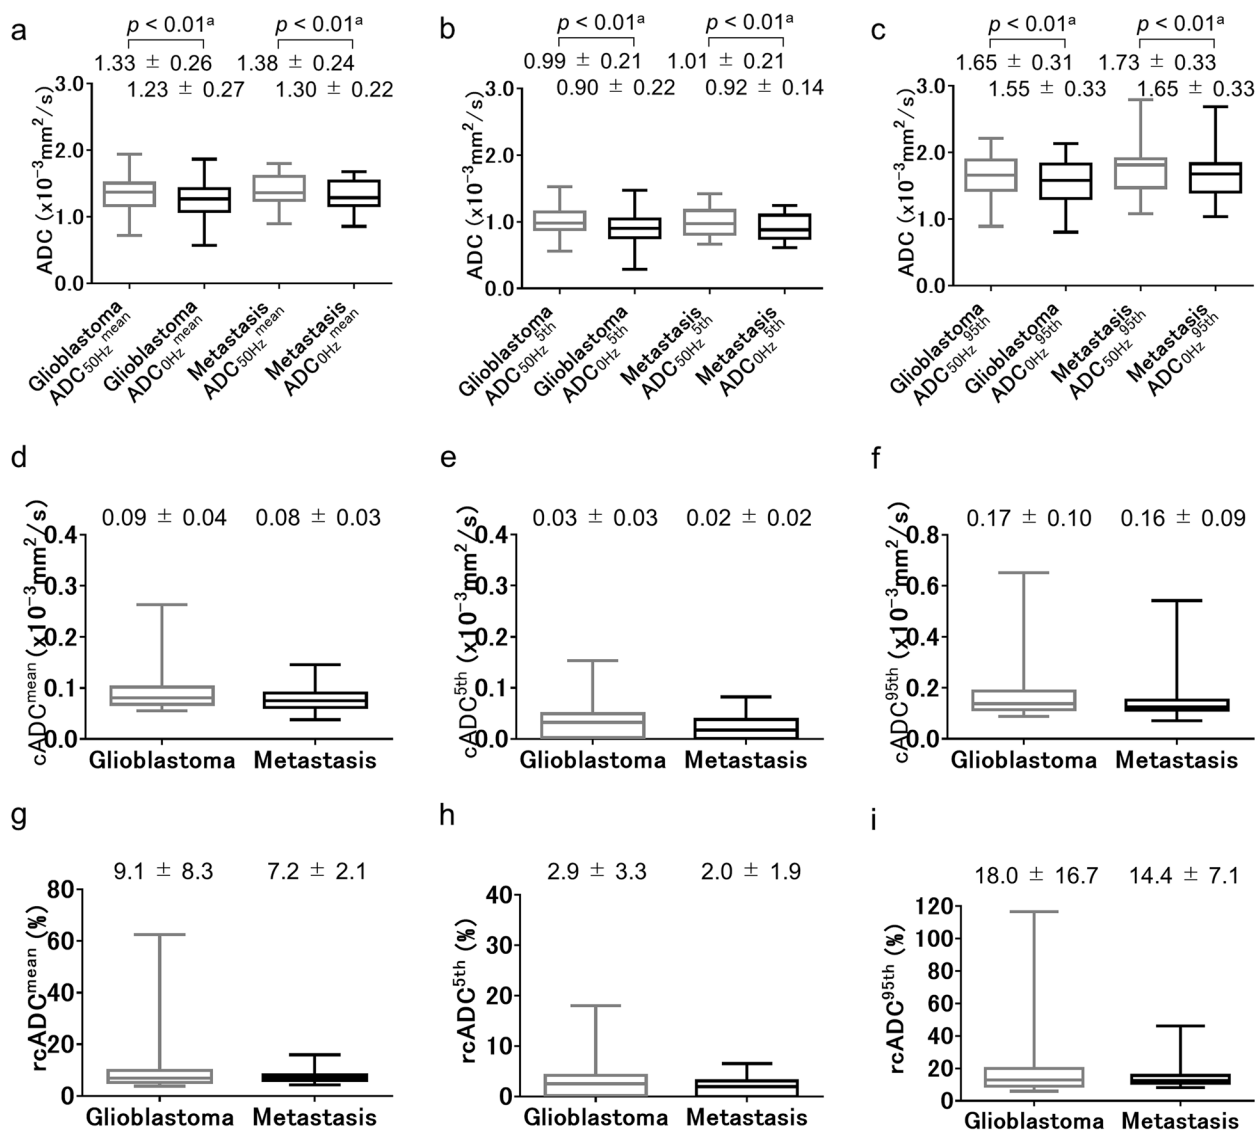 a
p < 0.01ᵃ p < 0.01ᵃ
1.33 ± 0.26 1.38 ± 0.24
1.23 ± 0.27 1.30 ± 0.22
ADC (x10⁻³mm²/s)
3.0
2.0
1.0
0.0
Glioblastoma
ADC50Hz mean
Glioblastoma
ADC0Hz mean
Metastasis
ADC50Hz mean
Metastasis
ADC0Hz mean
b
p < 0.01ᵃ p < 0.01ᵃ
0.99 ± 0.21 1.01 ± 0.21
0.90 ± 0.22 0.92 ± 0.14
ADC (x10⁻³mm²/s)
3.0
2.0
1.0
0.0
Glioblastoma
ADC50Hz 5th
Glioblastoma
ADC0Hz 5th
Metastasis
ADC50Hz 5th
Metastasis
ADC0Hz 5th
c
p < 0.01ᵃ p < 0.01ᵃ
1.65 ± 0.31 1.73 ± 0.33
1.55 ± 0.33 1.65 ± 0.33
ADC (x10⁻³mm²/s)
3.0
2.0
1.0
0.0
Glioblastoma
ADC50Hz 95th
Glioblastoma
ADC0Hz 95th
Metastasis
ADC50Hz 95th
Metastasis
ADC0Hz 95th
d
0.09 ± 0.04 0.08 ± 0.03
cADCmean (x10⁻³mm²/s)
0.4
0.3
0.2
0.1
0.0
Glioblastoma Metastasis
e
0.03 ± 0.03 0.02 ± 0.02
cADC5th (x10⁻³mm²/s)
0.4
0.3
0.2
0.1
0.0
Glioblastoma Metastasis
f
0.17 ± 0.10 0.16 ± 0.09
cADC95th (x10⁻³mm²/s)
0.8
0.6
0.4
0.2
0.0
Glioblastoma Metastasis
g
9.1 ± 8.3 7.2 ± 2.1
rcADCmean (%)
80
60
40
20
0
Glioblastoma Metastasis
h
2.9 ± 3.3 2.0 ± 1.9
rcADC5th (%)
40
30
20
10
0
Glioblastoma Metastasis
i
18.0 ± 16.7 14.4 ± 7.1
rcADC95th (%)
120
100
80
60
40
20
0
Glioblastoma Metastasis